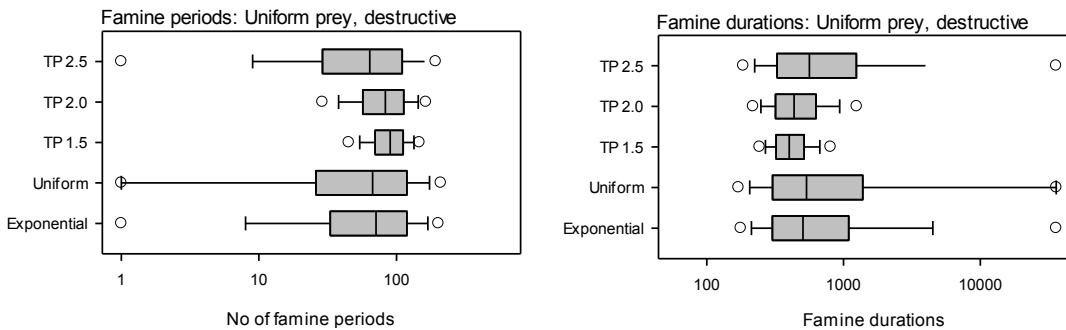 Famine periods: Uniform prey, destructive
TP 2.5
TP 2.0
TP 1.5
Uniform
Exponential
1 10 100
No of famine periods
Famine durations: Uniform prey, destructive
TP 2.5
TP 2.0
TP 1.5
Uniform
Exponential
100 1000 10000
Famine durations